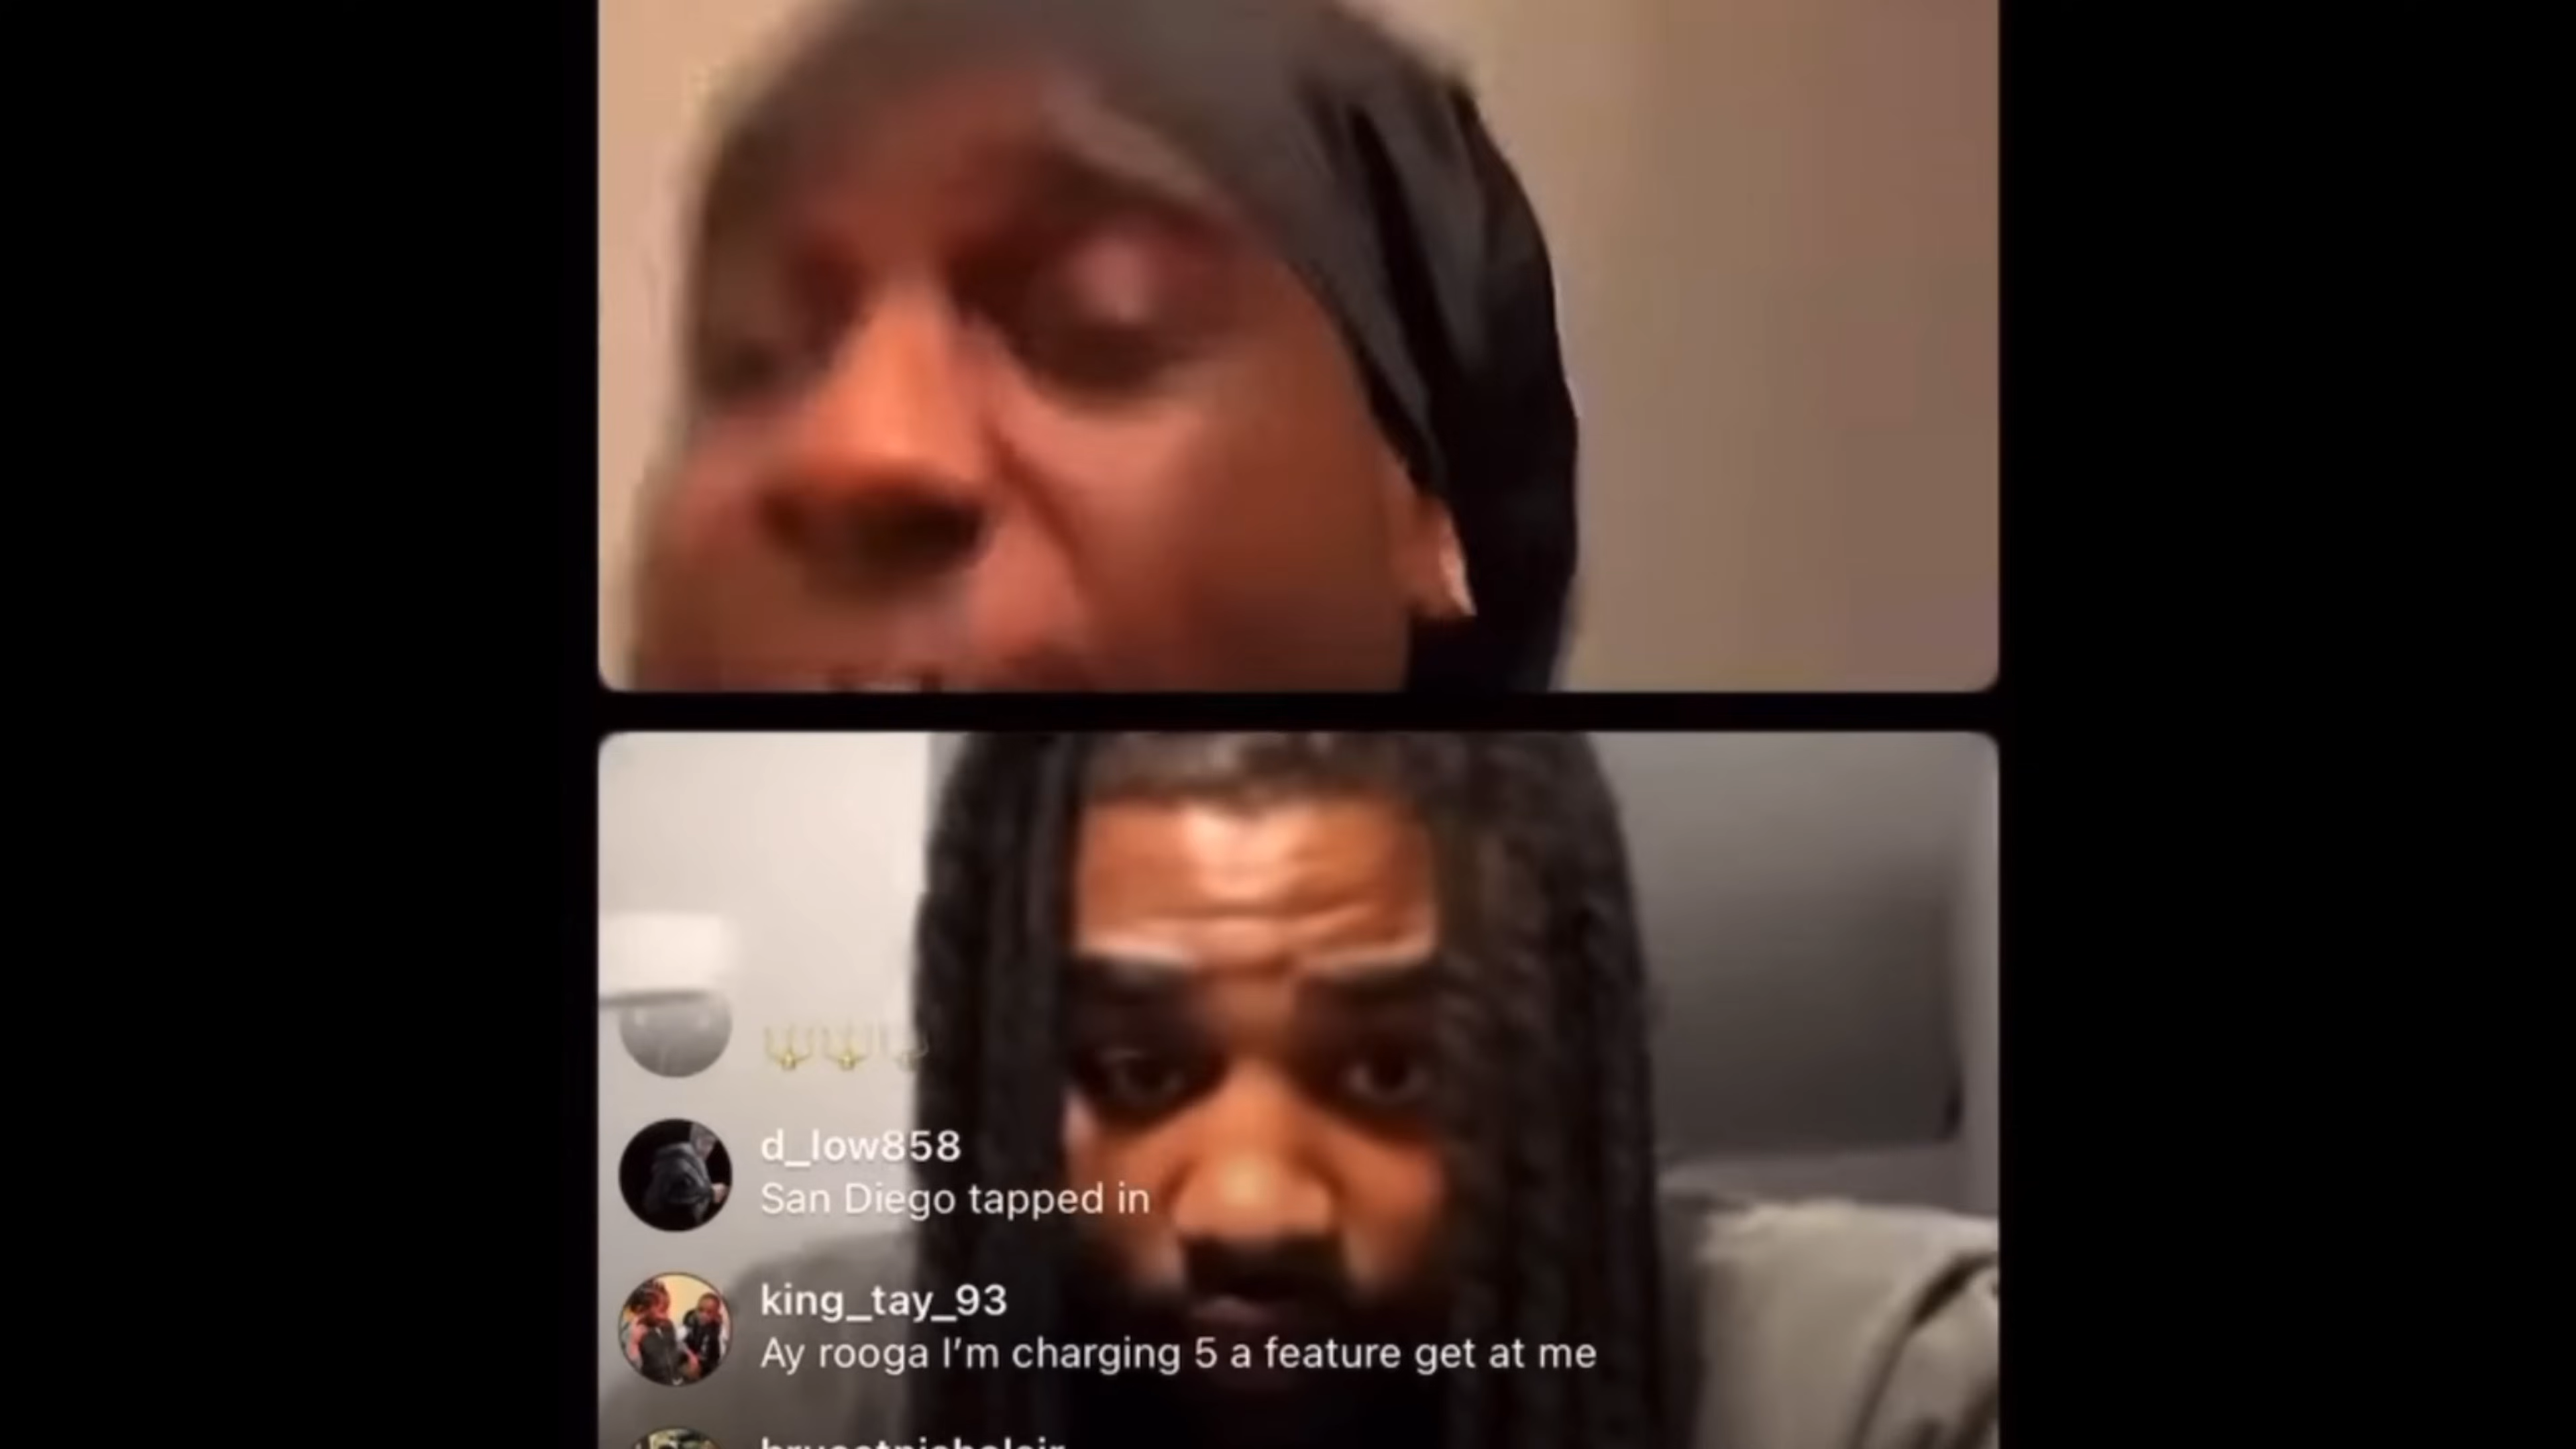 d_low858
San Diego tapped in
king_tay_93
Ay rooga I'm charging 5 a feature get at me